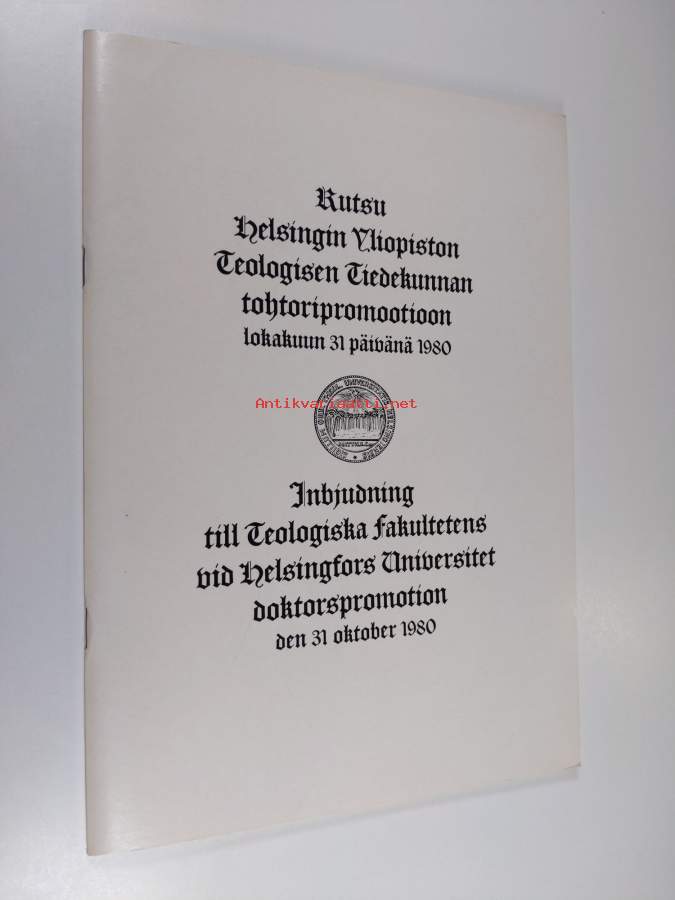 Kutsu
Helsingin Yliopiston
Teologisen Tiedekunnan
tohtoripromootioon
lokakuun 31 päivänä 1980
Antikvariaatti.net
Inbjudning
till Teologiska Fakultetens
vid Helsingfors Universitet
doktorspromotion
den 31 oktober 1980